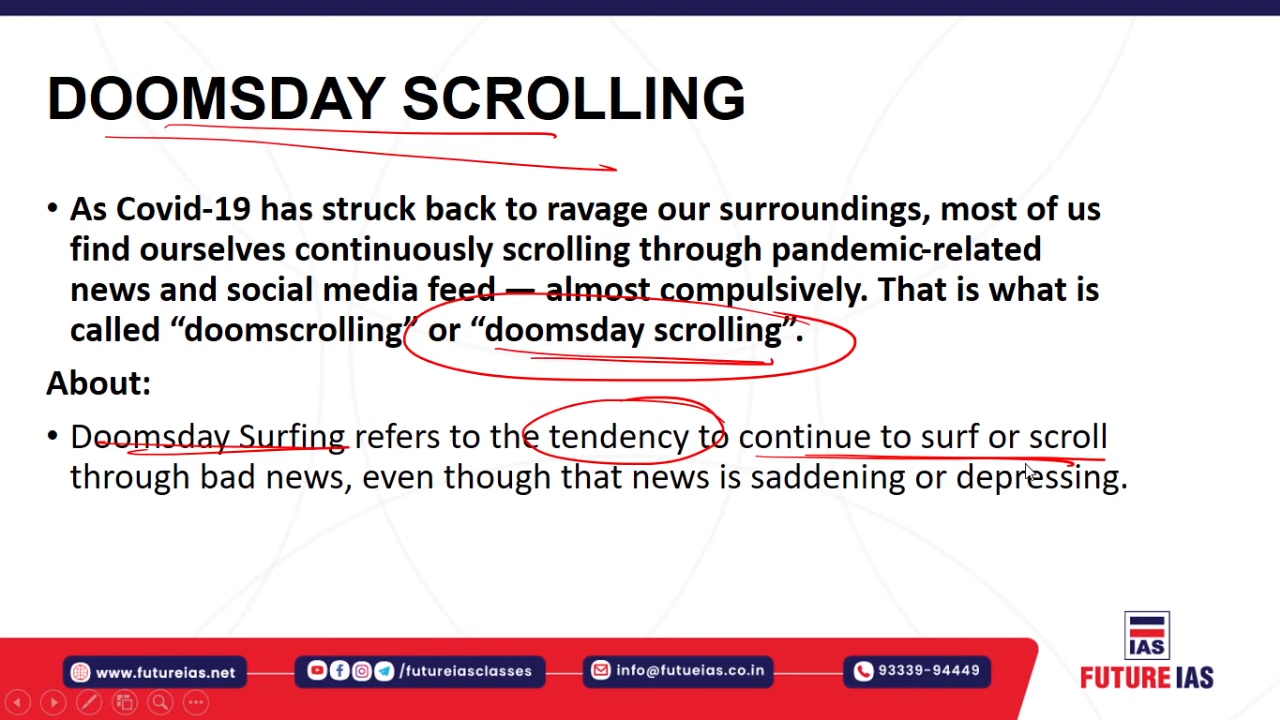 DOOMSDAY SCROLLING
• As Covid-19 has struck back to ravage our surroundings, most of us
find ourselves continuously scrolling through pandemic-related
news and social media feed — almost compulsively. That is what is
called “doomscrolling” or “doomsday scrolling”.
About:
• Doomsday Surfing refers to the tendency to continue to surf or scroll
through bad news, even though that news is saddening or depressing.
www.futureias.net
/futureiasclasses
info@futueias.co.in
93339-94449
IAS
FUTURE IAS